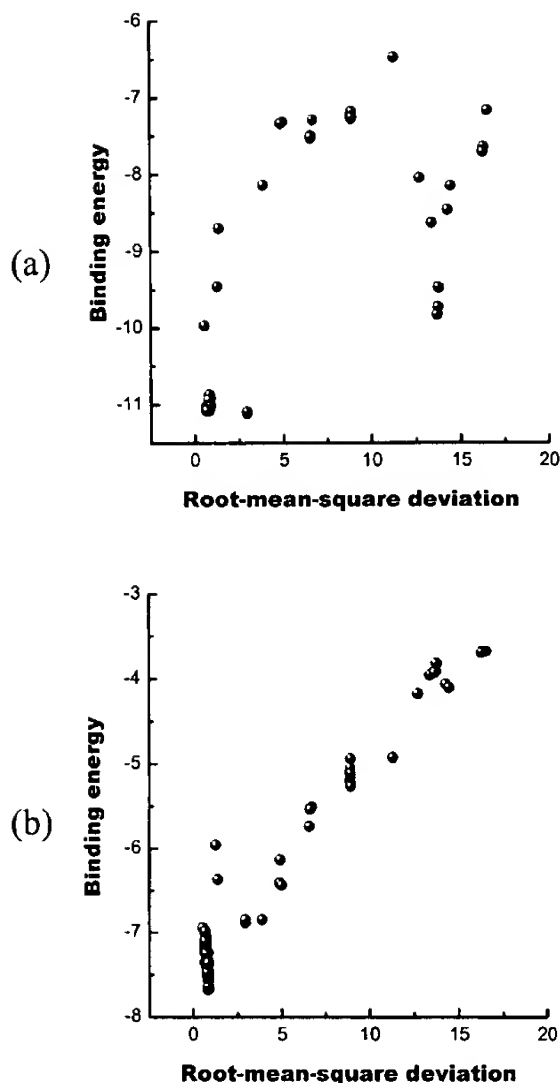 -6
-7
-8
-9
-10
-11
Binding energy
(a)
0 5 10 15 20
Root-mean-square deviation
-3
-4
-5
-6
-7
-8
Binding energy
(b)
0 5 10 15 20
Root-mean-square deviation